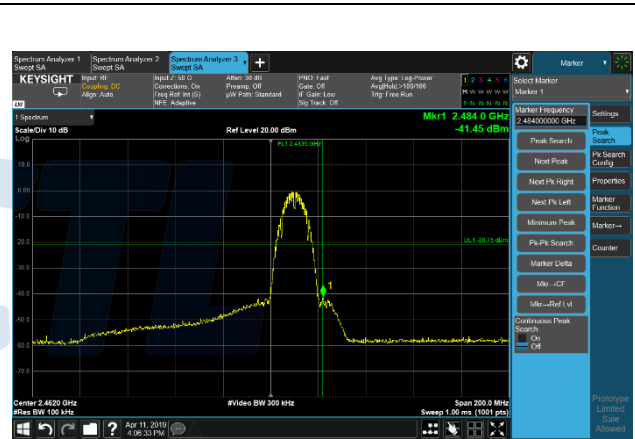 Spectrum Analyzer 1
Swept SA
Spectrum Analyzer 2
Swept SA
Spectrum Analyzer 3
Swept SA
+
Marker
KEYSIGHT
Input: RF
Coupling: DC
Align: Auto
Input Z: 50 Ω
Corrections: On
Freq Ref: Int (S)
NFE: Adaptive
Atten: 30 dB
Preamp: Off
µW Path: Standard
PNO: Fast
Gate: Off
IF Gain: Low
Sig Track: Off
Avg Type: Log-Power
Avg|Hold:>100/100
Trig: Free Run
1 2 3 4 5 6
M W W W W W
P N N N N N
LXI
Select Marker
Marker 1
1 Spectrum
Scale/Div 10 dB
Log
Ref Level 20.00 dBm
Mkr1 2.484 0 GHz
-41.45 dBm
FL1 2.4835 GHz
10.0
0.00
-10.0
-20.0
-30.0
-40.0
-50.0
-60.0
-70.0
DL1 -20.75 dBm
1
Marker Frequency
2.484000000 GHz
Peak Search
Next Peak
Next Pk Right
Next Pk Left
Minimum Peak
Pk-Pk Search
Marker Delta
Mkr→CF
Mkr→Ref Lvl
Continuous Peak
Search
On
Off
Settings
Peak
Search
Pk Search
Config
Properties
Marker
Function
Marker→
Counter
Prototype
Limited
Sale
Allowed
Center 2.4620 GHz
#Res BW 100 kHz
#Video BW 300 kHz
Span 200.0 MHz
Sweep 1.00 ms (1001 pts)
?
Apr 11, 2019
4:06:33 PM
CTL